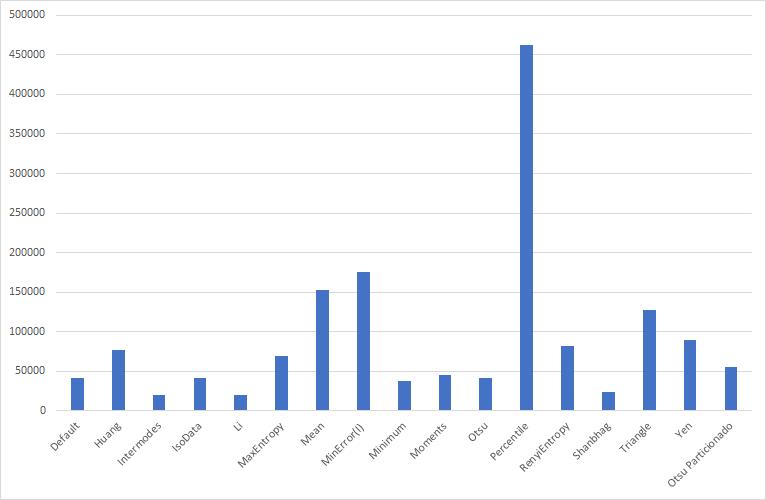 500000
450000
400000
350000
300000
250000
200000
150000
100000
50000
0
Default
Huang
Intermodes
IsoData
Li
MaxEntropy
Mean
MinError(I)
Minimum
Moments
Otsu
Percentile
RenyiEntropy
Shanbhag
Triangle
Yen
Otsu Particionado